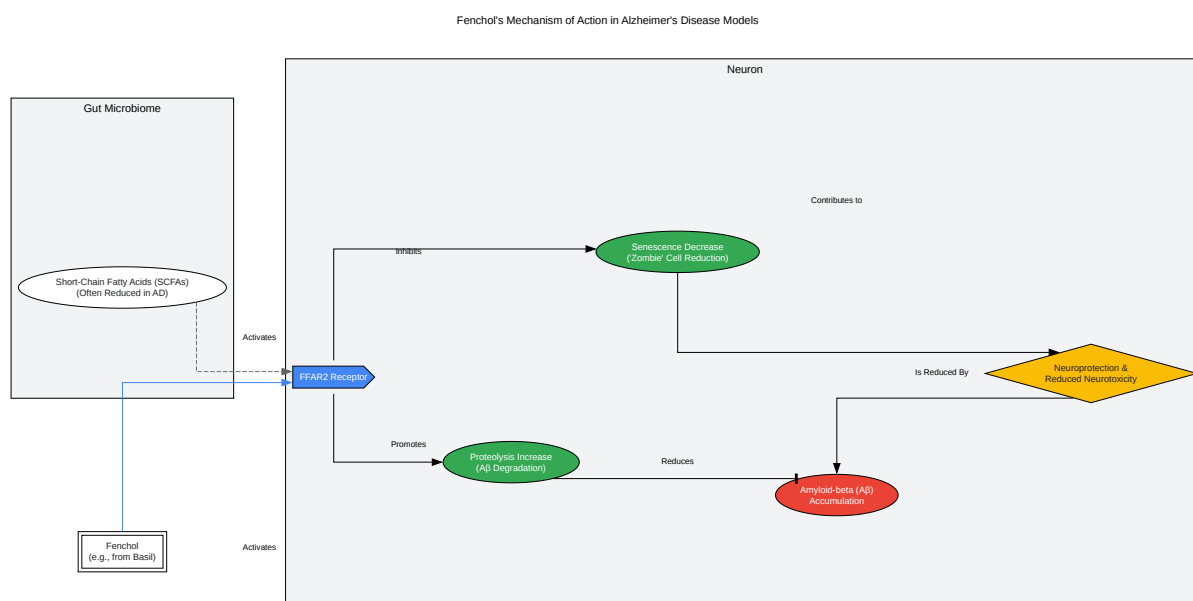 Fenchol's Mechanism of Action in Alzheimer's Disease Models
Neuron
Gut Microbiome
Contributes to
Inhibits
Senescence Decrease
('Zombie' Cell Reduction)
Short-Chain Fatty Acids (SCFAs)
(Often Reduced in AD)
Activates
FFAR2 Receptor
Is Reduced By
Neuroprotection &
Reduced Neurotoxicity
Promotes
Proteolysis Increase
(Aβ Degradation)
Reduces
Amyloid-beta (Aβ)
Accumulation
Fenchol
(e.g., from Basil)
Activates